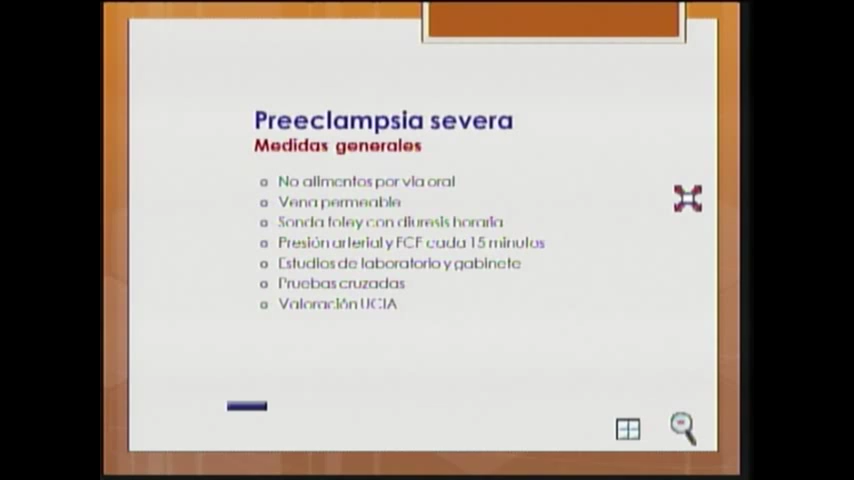 Preeclampsia severa
Medidas generales
No alimentos por vía oral
Vena permeable
Sonda foley con diuresis horaria
Presión arterial y FCF cada 15 minutos
Estudios de laboratorio y gabinete
Pruebas cruzadas
Valoración UCIA